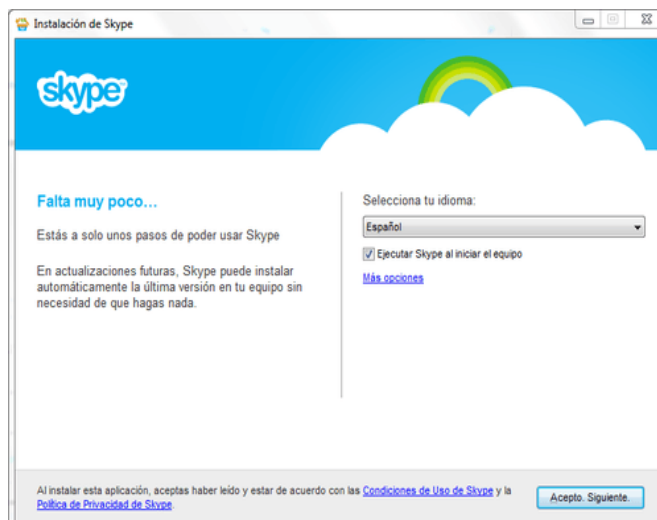 Instalación de Skype
skype
Falta muy poco...
Estás a solo unos pasos de poder usar Skype
En actualizaciones futuras, Skype puede instalar
automáticamente la última versión en tu equipo sin
necesidad de que hagas nada.
Selecciona tu idioma:
Español
Ejecutar Skype al iniciar el equipo
Más opciones
Al instalar esta aplicación, aceptas haber leído y estar de acuerdo con las Condiciones de Uso de Skype y la
Política de Privacidad de Skype.
Acepto. Siguiente.